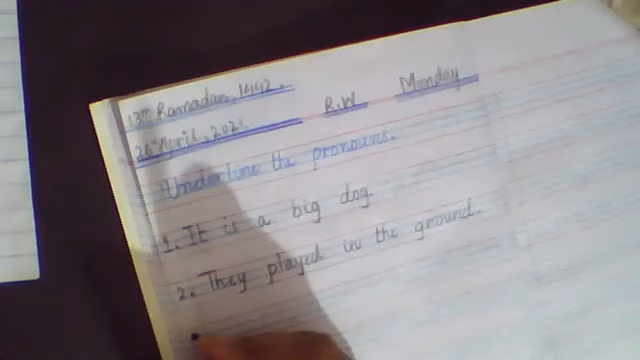 13th Ramadan, 1442.
R.W
Monday
26th April, 2021.
Underline the pronouns.
1. It is a big dog.
2. They played in the ground.